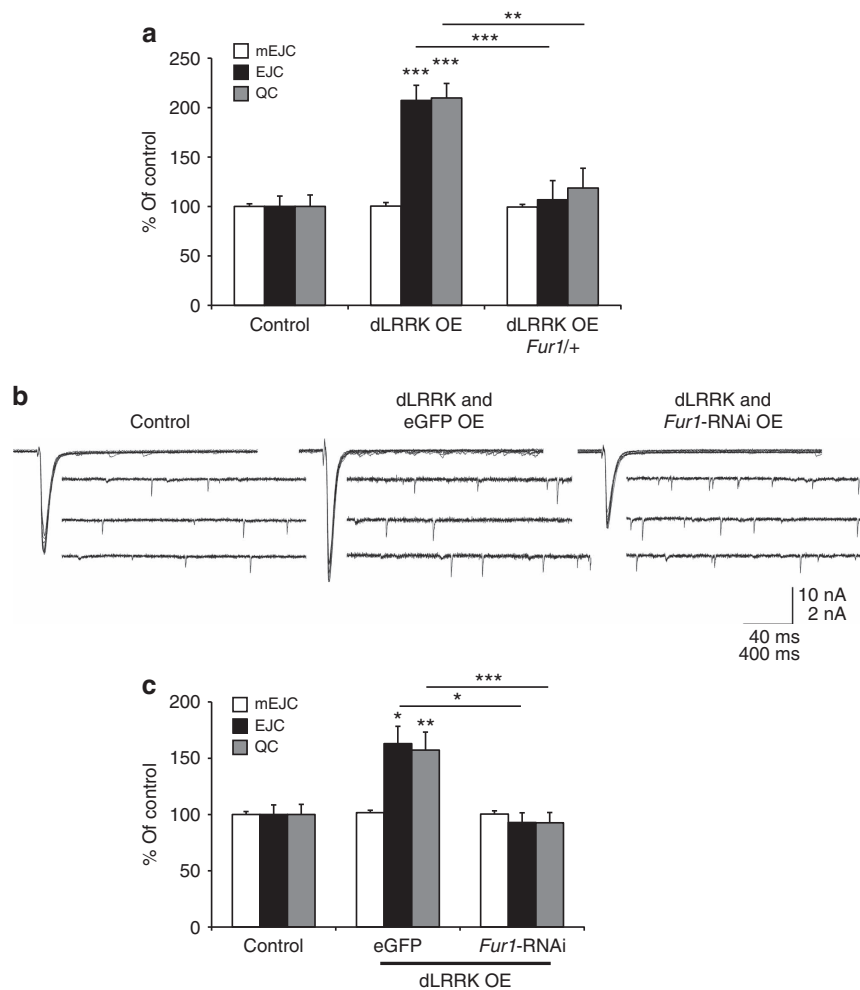 a
**
***
mEJC
EJC
QC
*** ***
250
200
150
100
50
0
% Of control
Control
dLRRK OE
dLRRK OE
Fur1/+
b
Control
dLRRK and
eGFP OE
dLRRK and
Fur1-RNAi OE
10 nA
2 nA
40 ms
400 ms
c
***
*
mEJC
EJC
QC
* **
200
150
100
50
0
% Of control
Control
eGFP
Fur1-RNAi
dLRRK OE